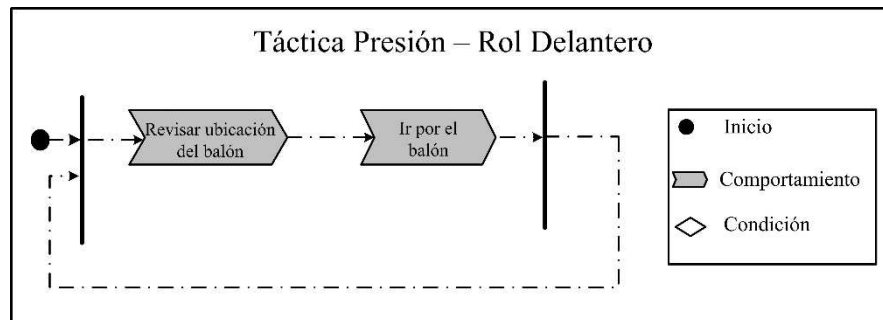 Táctica Presión – Rol Delantero
Revisar ubicación
del balón
Ir por el
balón
Inicio
Comportamiento
Condición